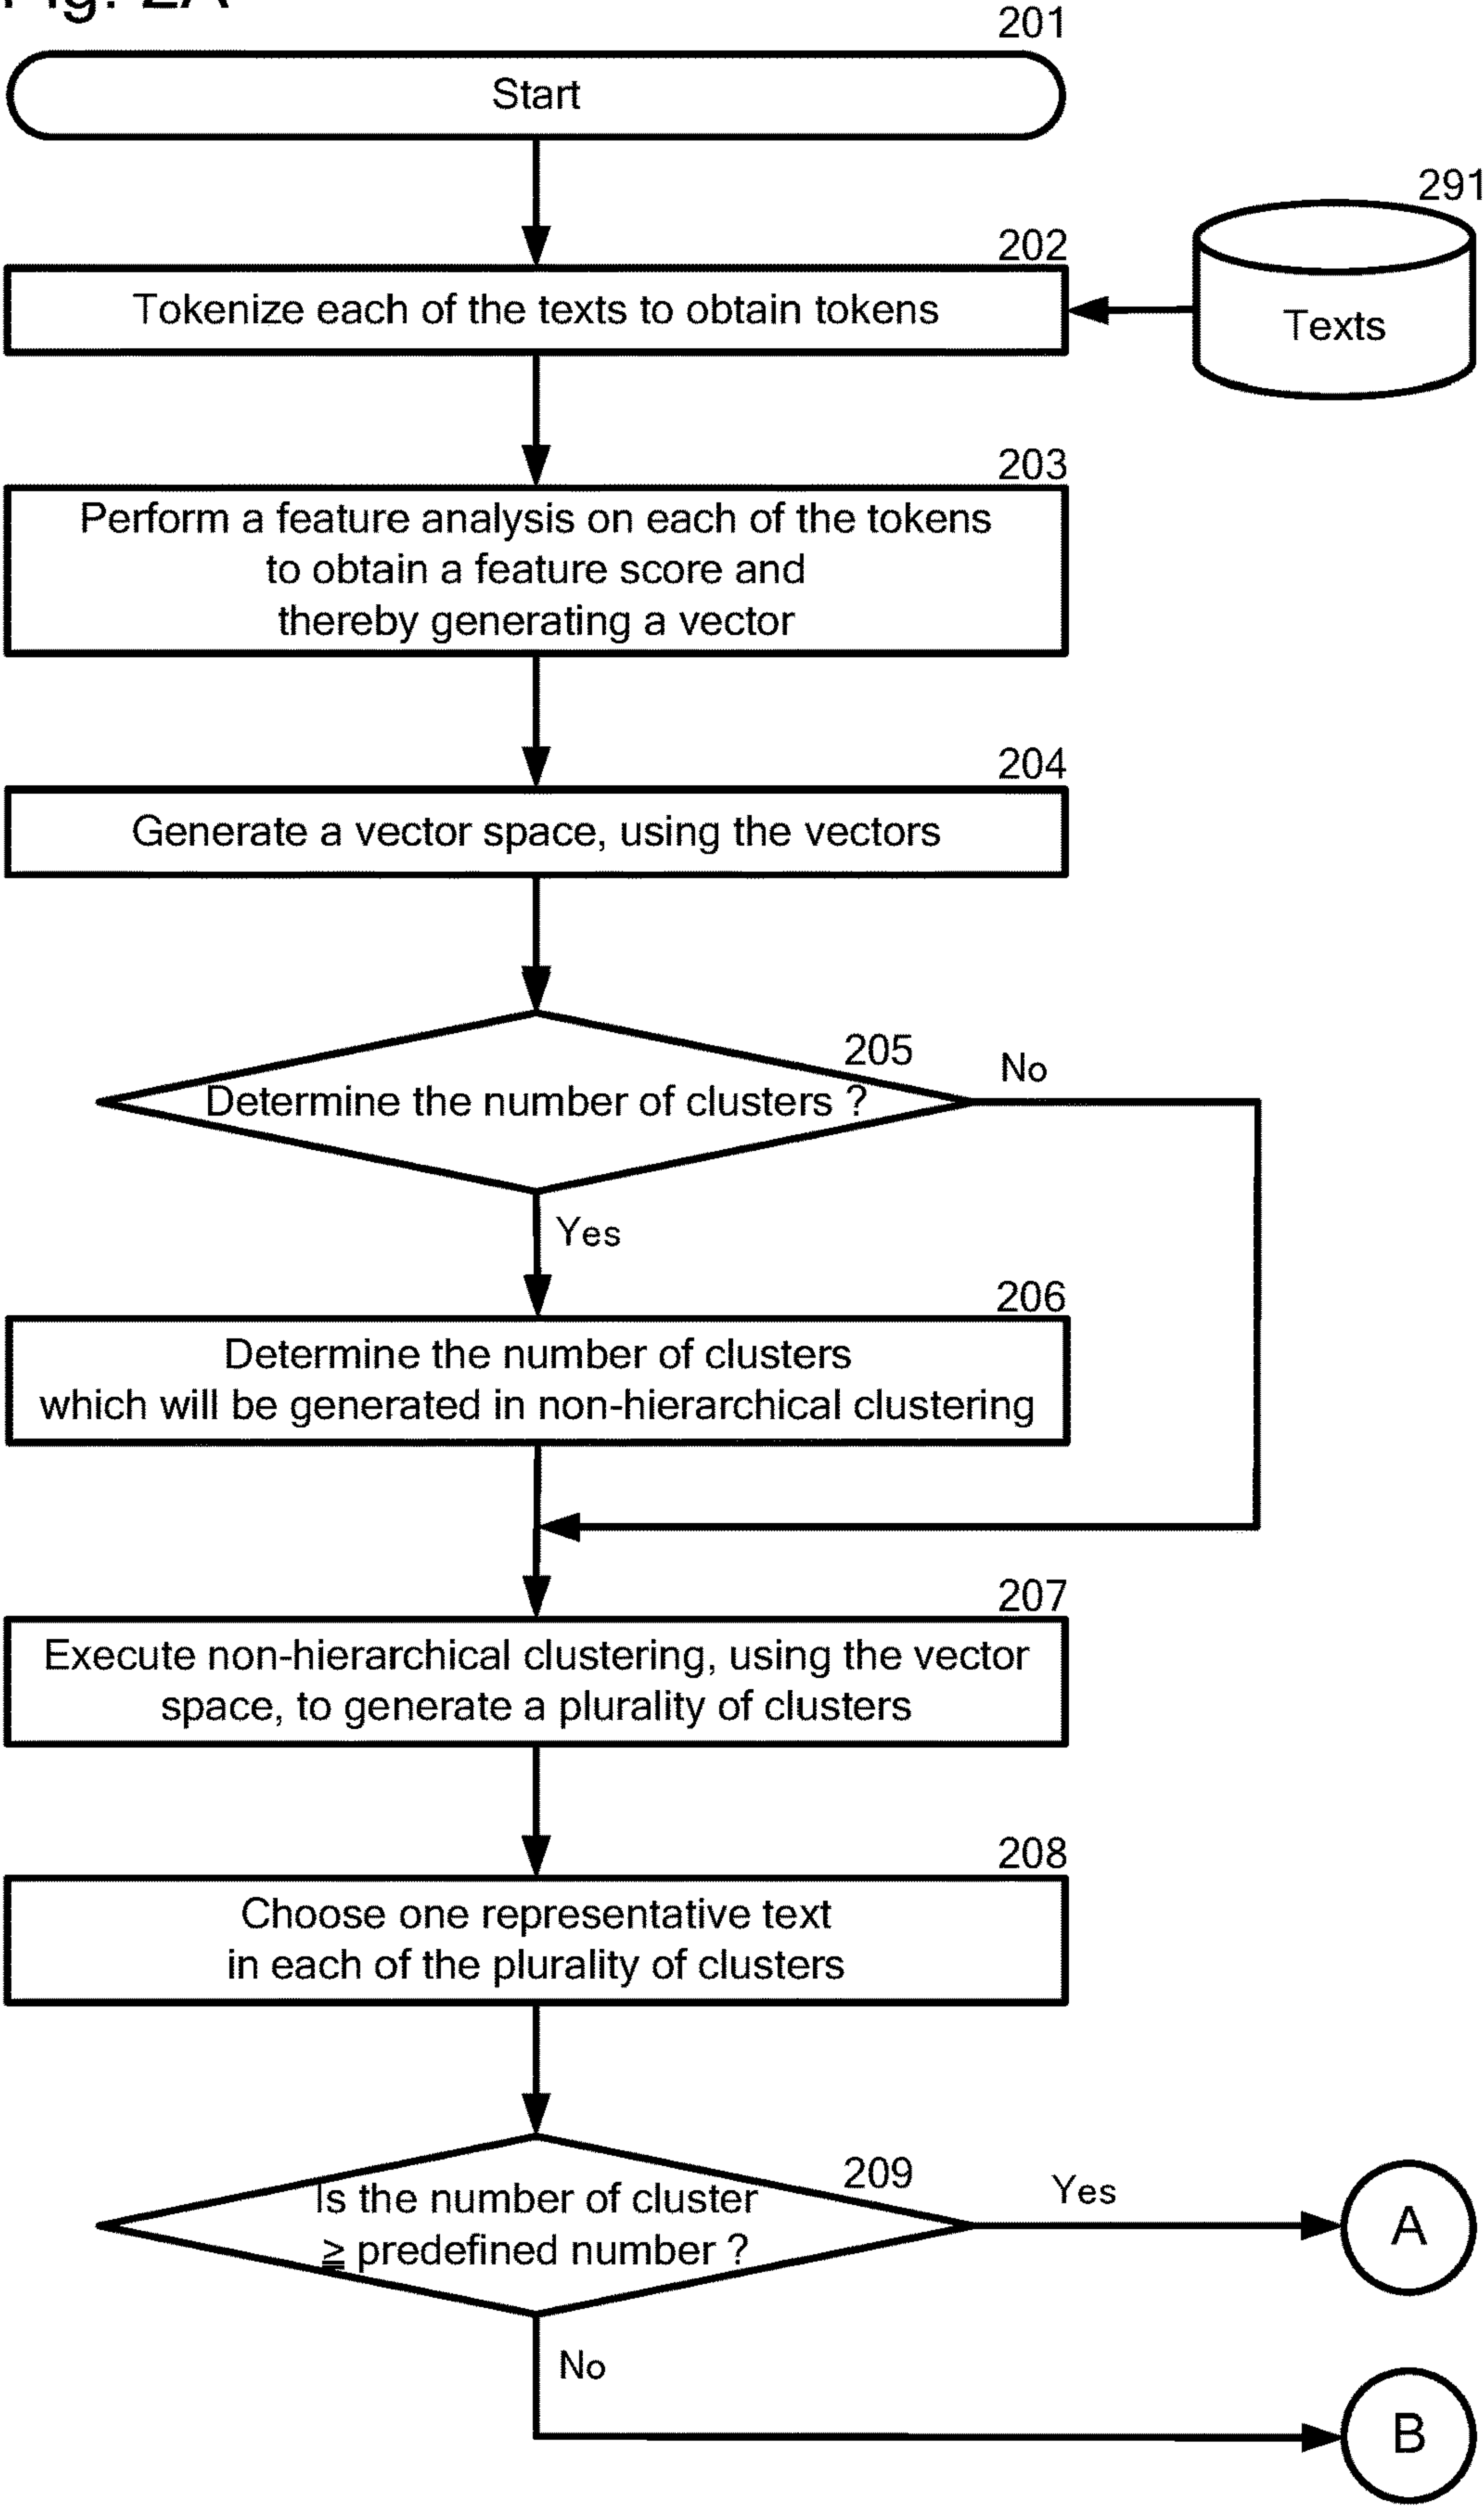 Fig. 2A
201
Start
291
202
Tokenize each of the texts to obtain tokens
Texts
203
Perform a feature analysis on each of the tokens
to obtain a feature score and
thereby generating a vector
204
Generate a vector space, using the vectors
205
No
Determine the number of clusters ?
Yes
206
Determine the number of clusters
which will be generated in non-hierarchical clustering
207
Execute non-hierarchical clustering, using the vector
space, to generate a plurality of clusters
208
Choose one representative text
in each of the plurality of clusters
209
Yes
Is the number of cluster
≧ predefined number ?
A
No
B